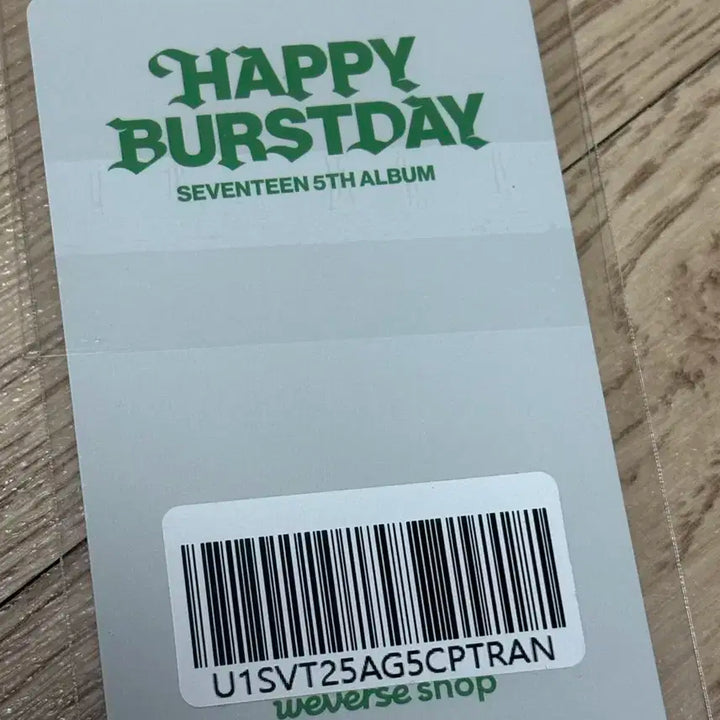 HAPPY
BURSTDAY
SEVENTEEN 5TH ALBUM
U1SVT25AG5CPTRAN
weverse shop